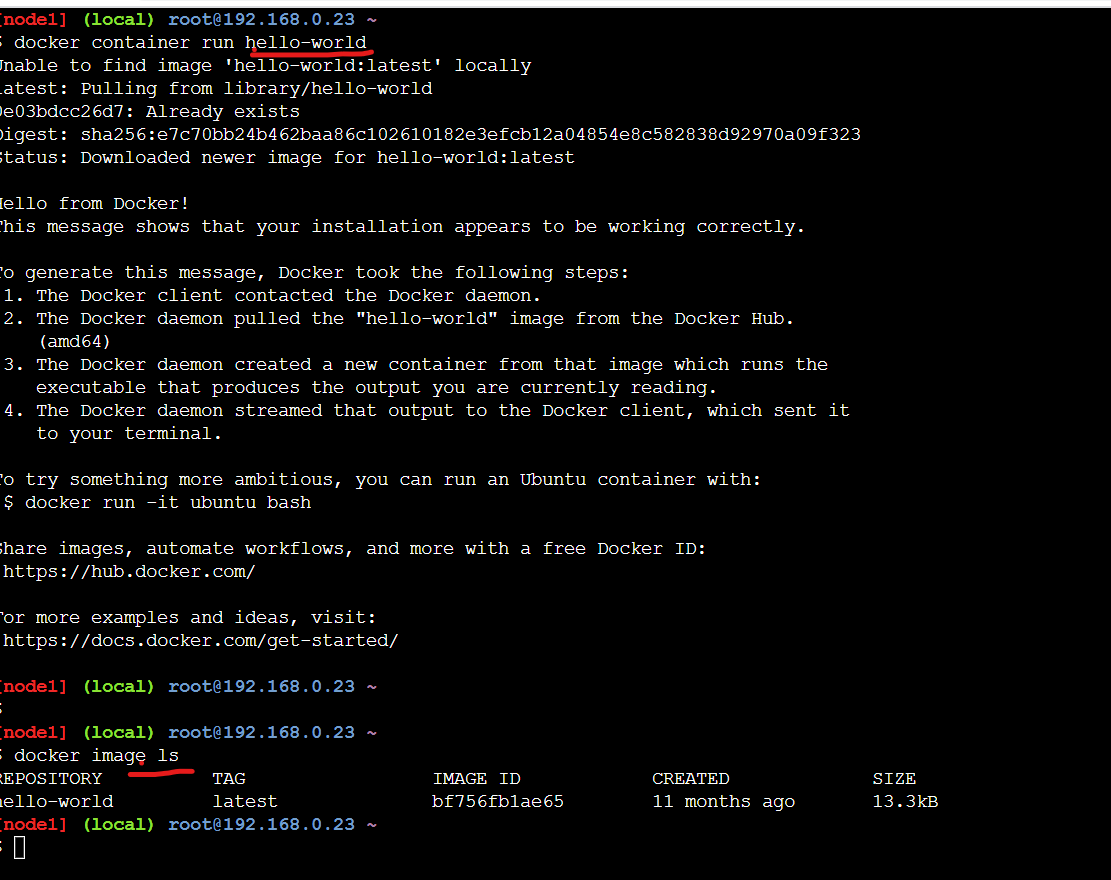 [node1] (local) root@192.168.0.23 ~
$ docker container run hello-world
Unable to find image 'hello-world:latest' locally
latest: Pulling from library/hello-world
0e03bdcc26d7: Already exists
Digest: sha256:e7c70bb24b462baa86c102610182e3efcb12a04854e8c582838d92970a09f323
Status: Downloaded newer image for hello-world:latest
Hello from Docker!
This message shows that your installation appears to be working correctly.
To generate this message, Docker took the following steps:
1. The Docker client contacted the Docker daemon.
2. The Docker daemon pulled the "hello-world" image from the Docker Hub.
(amd64)
3. The Docker daemon created a new container from that image which runs the
executable that produces the output you are currently reading.
4. The Docker daemon streamed that output to the Docker client, which sent it
to your terminal.
To try something more ambitious, you can run an Ubuntu container with:
$ docker run -it ubuntu bash
Share images, automate workflows, and more with a free Docker ID:
https://hub.docker.com/
For more examples and ideas, visit:
https://docs.docker.com/get-started/
[node1] (local) root@192.168.0.23 ~
$
[node1] (local) root@192.168.0.23 ~
$ docker image ls
REPOSITORY TAG IMAGE ID CREATED SIZE
hello-world latest bf756fb1ae65 11 months ago 13.3kB
[node1] (local) root@192.168.0.23 ~
$